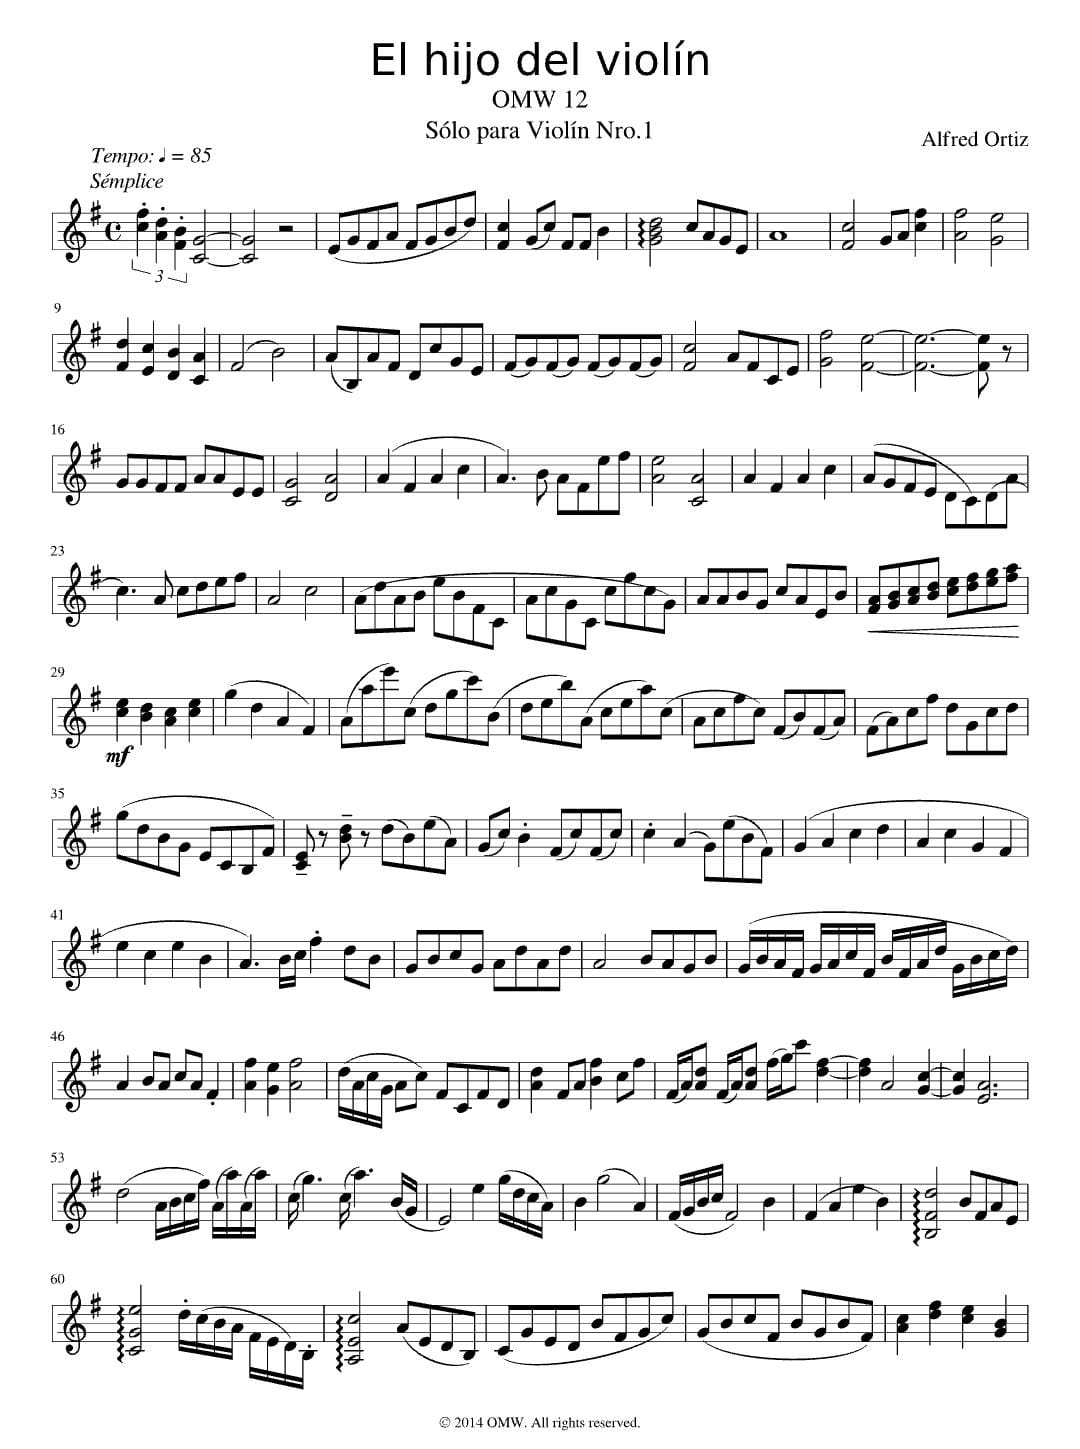 El hijo del violín
OMW 12
Sólo para Violín Nro.1
Alfred Ortiz
Tempo: ♩ = 85
Sémplice
3
9
16
23
29
mf
35
41
46
53
60
© 2014 OMW. All rights reserved.